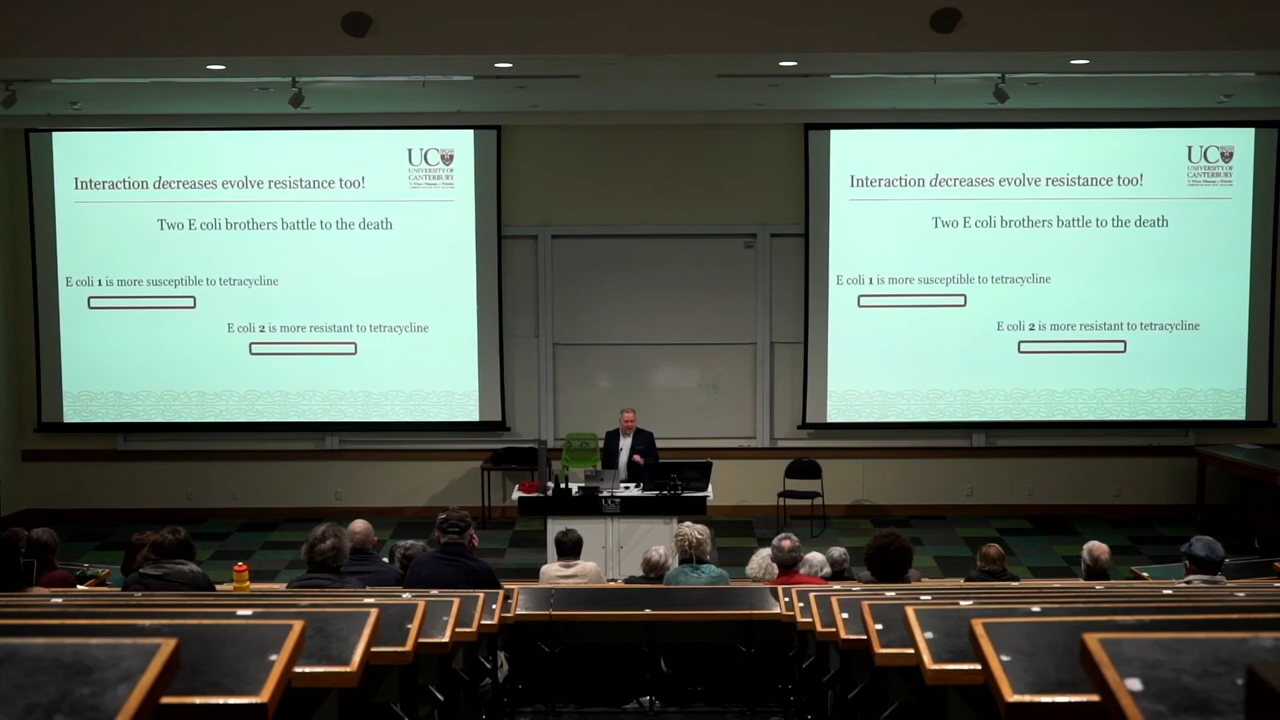 Interaction decreases evolve resistance too!
UC
UNIVERSITY OF
CANTERBURY
Two E coli brothers battle to the death
E coli 1 is more susceptible to tetracycline
E coli 2 is more resistant to tetracycline
Interaction decreases evolve resistance too!
UC
UNIVERSITY OF
CANTERBURY
Two E coli brothers battle to the death
E coli 1 is more susceptible to tetracycline
E coli 2 is more resistant to tetracycline
UC